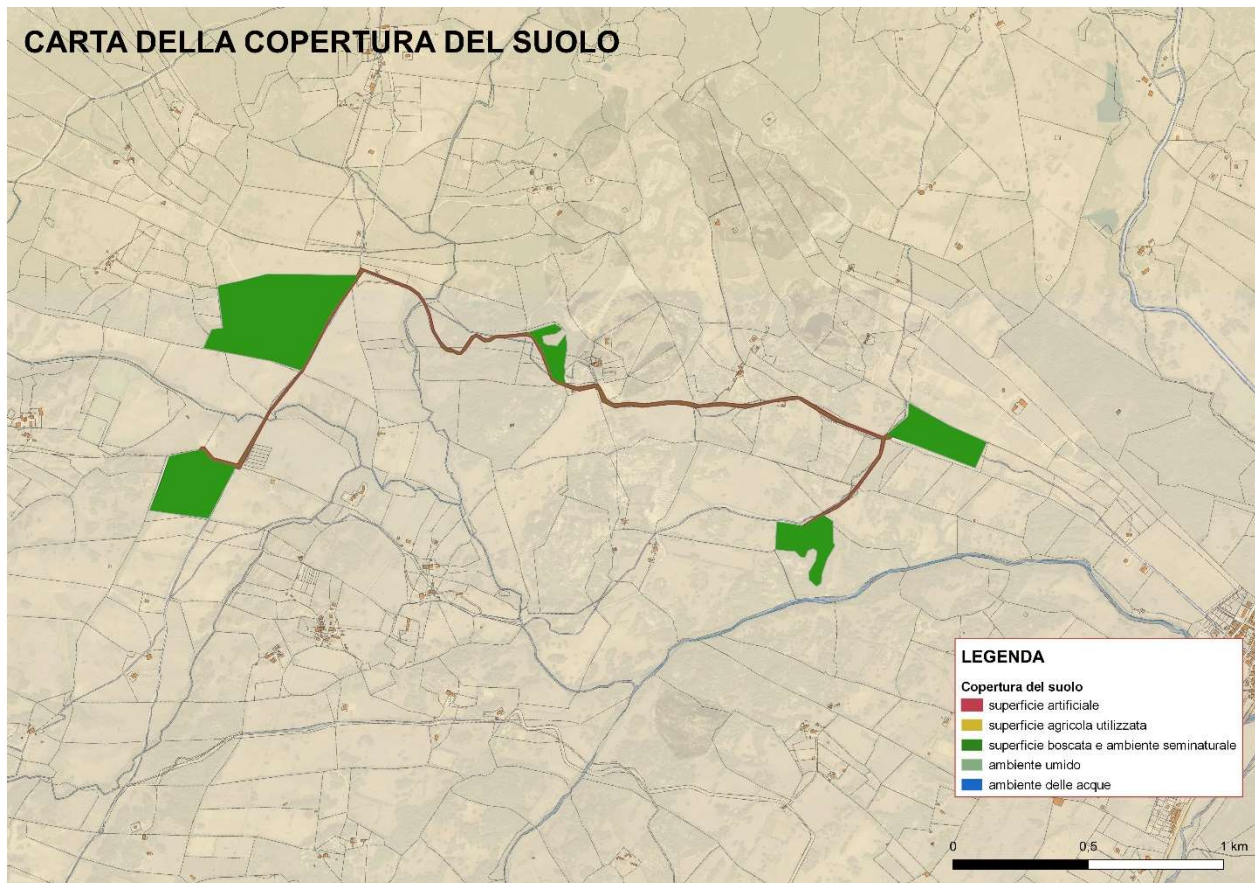 CARTA DELLA COPERTURA DEL SUOLO
LEGENDA
Copertura del suolo
superficie artificiale
superficie agricola utilizzata
superficie boscata e ambiente seminaturale
ambiente umido
ambiente delle acque
0 0,5 1 km